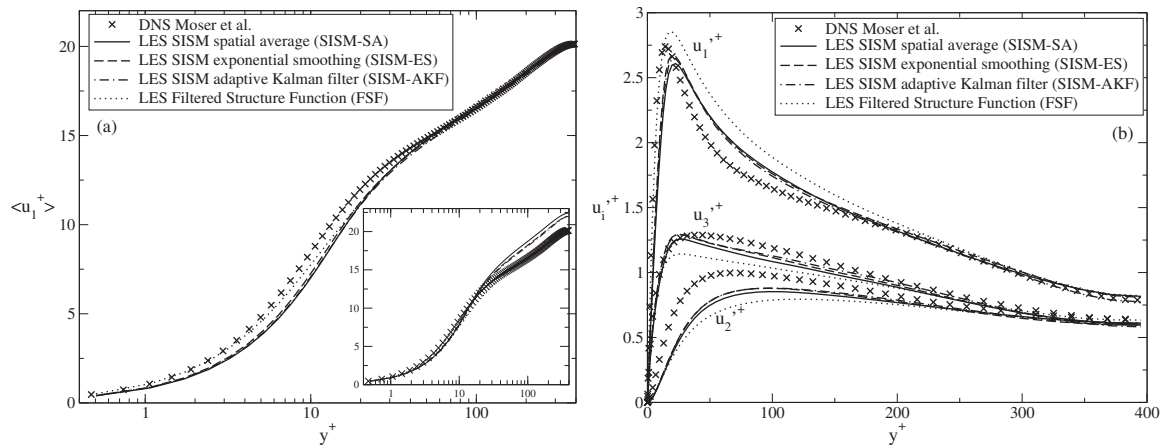 DNS Moser et al.
LES SISM spatial average (SISM-SA)
LES SISM exponential smoothing (SISM-ES)
LES SISM adaptive Kalman filter (SISM-AKF)
LES Filtered Structure Function (FSF)
(a)
20
15
10
5
0
<u₁⁺>
1
10
100
y⁺
20
15
10
5
0
1
10
100
DNS Moser et al.
LES SISM spatial average (SISM-SA)
LES SISM exponential smoothing (SISM-ES)
LES SISM adaptive Kalman filter (SISM-AKF)
LES Filtered Structure Function (FSF)
(b)
3
2.5
2
1.5
1
0.5
0
uᵢ'⁺
u₁'⁺
u₃'⁺
u₂'⁺
0
100
200
300
400
y⁺